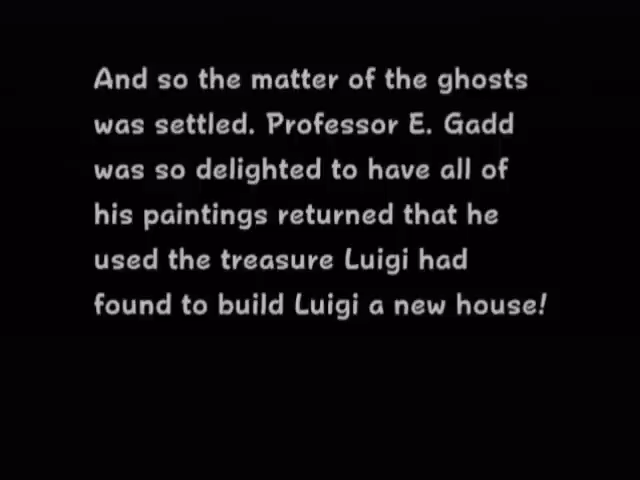 And so the matter of the ghosts
was settled. Professor E. Gadd
was so delighted to have all of
his paintings returned that he
used the treasure Luigi had
found to build Luigi a new house!